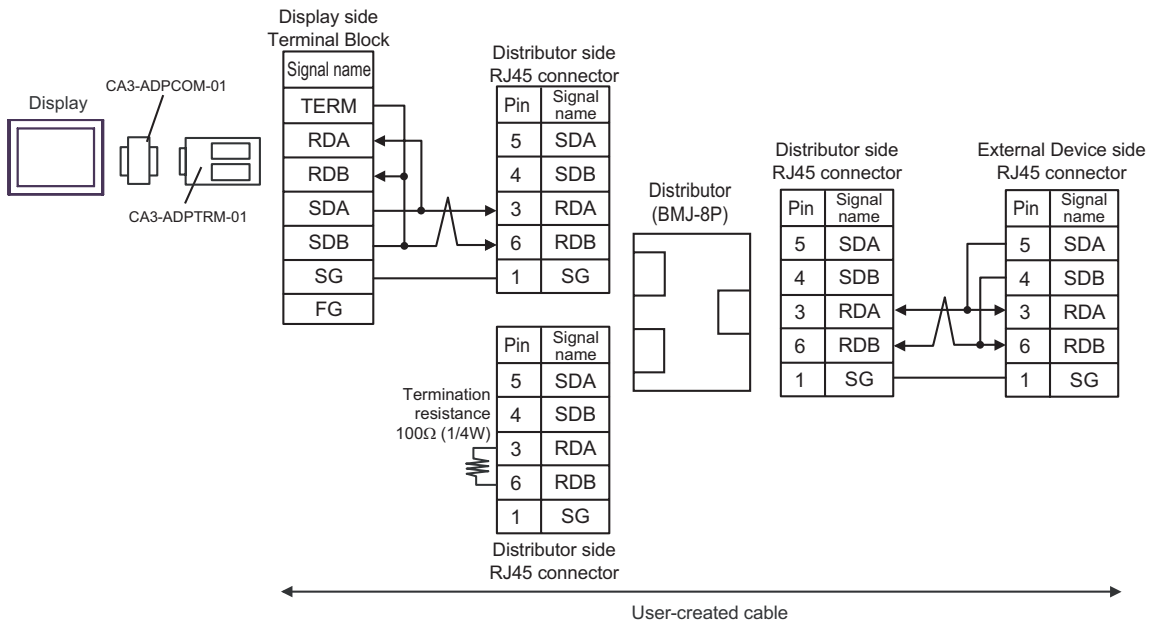 Display side
Terminal Block
Signal name
TERM
RDA
RDB
SDA
SDB
SG
FG
Display
CA3-ADPCOM-01
CA3-ADPTRM-01
Distributor side
RJ45 connector
Pin Signal name
5 SDA
4 SDB
3 RDA
6 RDB
1 SG
Termination
resistance
100Ω (1/4W)
Pin Signal name
5 SDA
4 SDB
3 RDA
6 RDB
1 SG
Distributor side
RJ45 connector
Distributor
(BMJ-8P)
Distributor side
RJ45 connector
Pin Signal name
5 SDA
4 SDB
3 RDA
6 RDB
1 SG
External Device side
RJ45 connector
Pin Signal name
5 SDA
4 SDB
3 RDA
6 RDB
1 SG
User-created cable